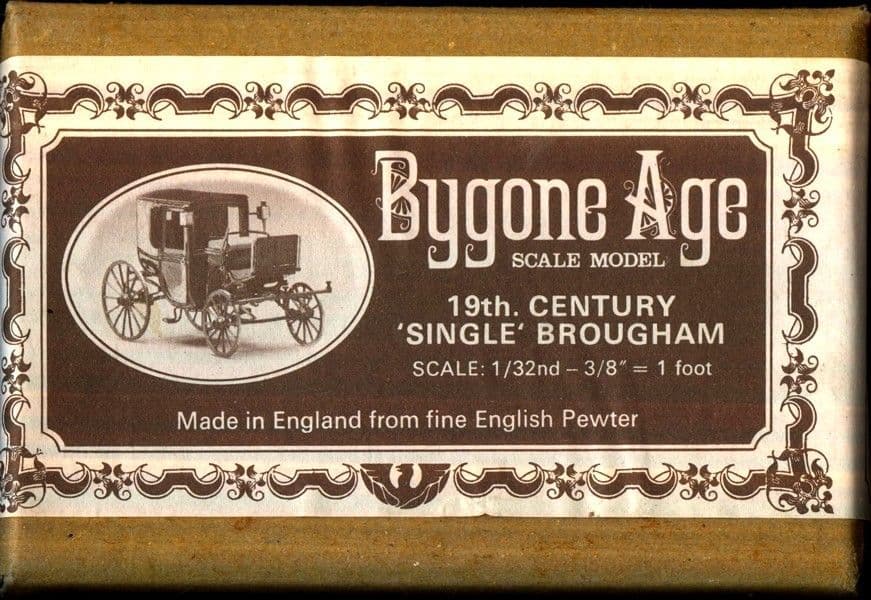 Bygone Age
SCALE MODEL
19th. CENTURY
‘SINGLE‘ BROUGHAM
SCALE: 1/32nd – 3/8″ = 1 foot
Made in England from fine English Pewter